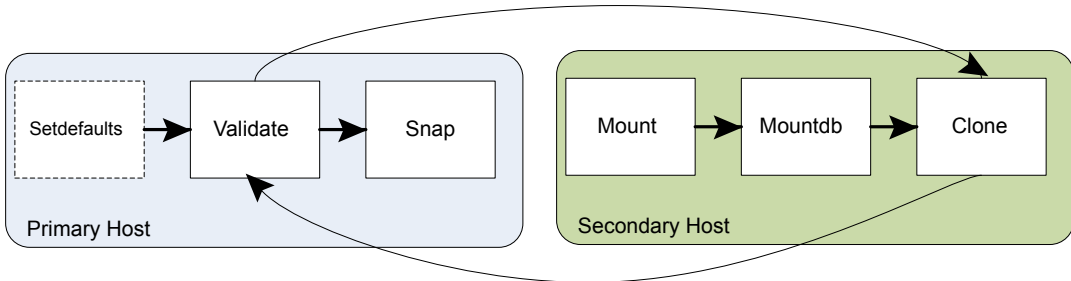 Setdefaults
Validate
Snap
Mount
Mountdb
Clone
Primary Host
Secondary Host